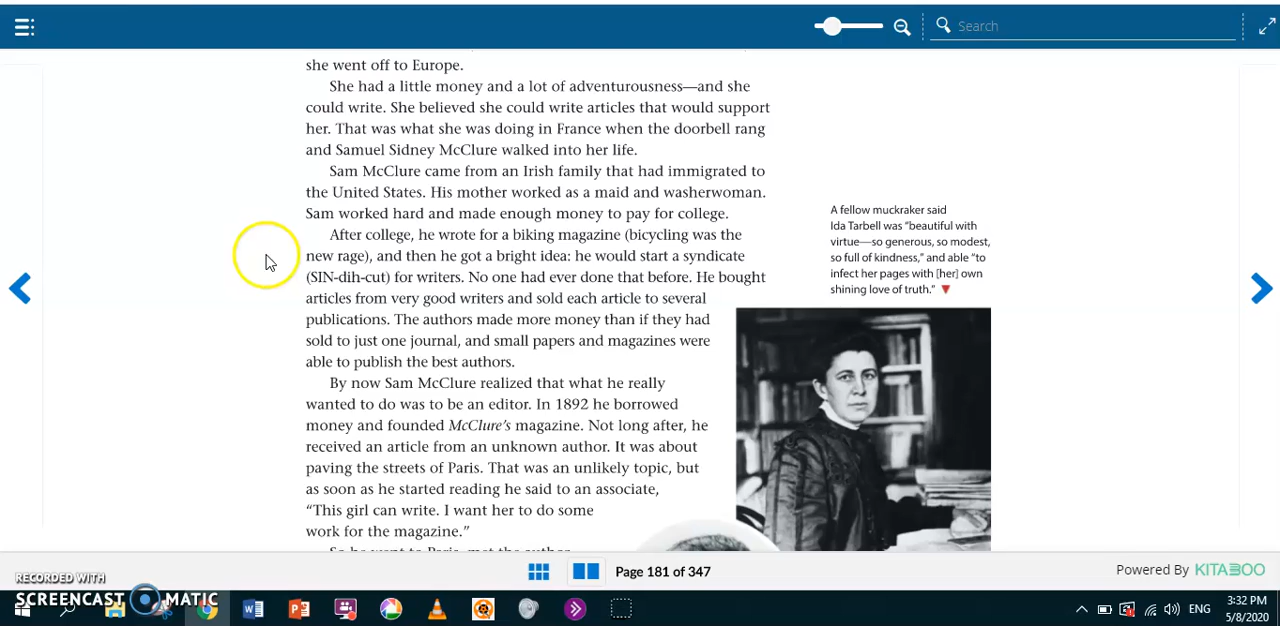 Search
she went off to Europe.
She had a little money and a lot of adventurousness—and she
could write. She believed she could write articles that would support
her. That was what she was doing in France when the doorbell rang
and Samuel Sidney McClure walked into her life.
Sam McClure came from an Irish family that had immigrated to
the United States. His mother worked as a maid and washerwoman.
Sam worked hard and made enough money to pay for college.
After college, he wrote for a biking magazine (bicycling was the
new rage), and then he got a bright idea: he would start a syndicate
(SIN-dih-cut) for writers. No one had ever done that before. He bought
articles from very good writers and sold each article to several
publications. The authors made more money than if they had
sold to just one journal, and small papers and magazines were
able to publish the best authors.
By now Sam McClure realized that what he really
wanted to do was to be an editor. In 1892 he borrowed
money and founded McClure's magazine. Not long after, he
received an article from an unknown author. It was about
paving the streets of Paris. That was an unlikely topic, but
as soon as he started reading he said to an associate,
“This girl can write. I want her to do some
work for the magazine.”
So he went to Paris, met the author
A fellow muckraker said
Ida Tarbell was “beautiful with
virtue—so generous, so modest,
so full of kindness,” and able “to
infect her pages with [her] own
shining love of truth.” ▼
Page 181 of 347
Powered By KITABOO
RECORDED WITH
SCREENCAST MATIC
ENG
3:32 PM
5/8/2020